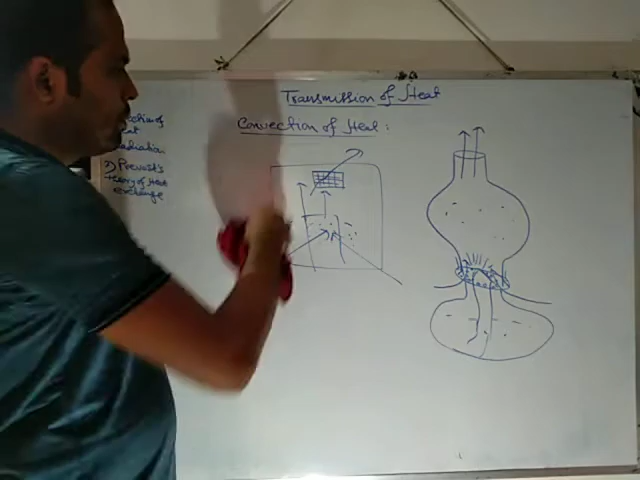 Transmission of Heat
Convection of Heat:
2) Prevost's
theory of heat
exchange